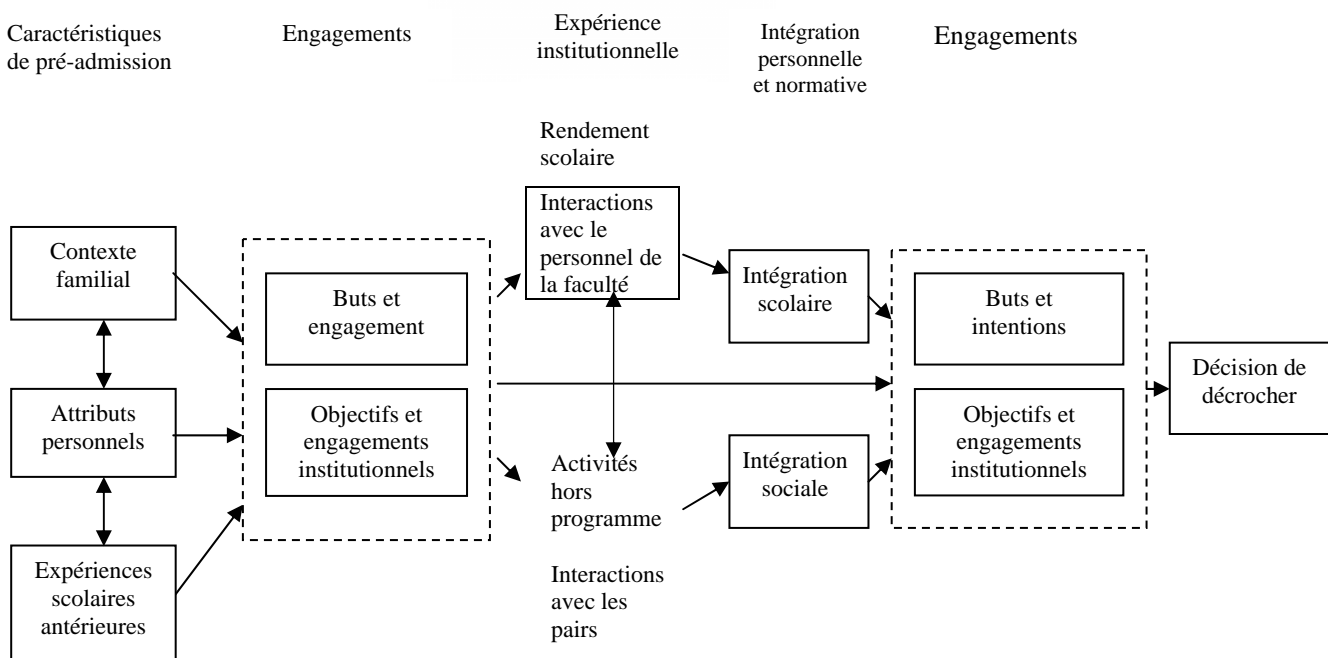 Caractéristiques
de pré-admission
Engagements
Expérience
institutionnelle
Intégration
personnelle
et normative
Engagements
Rendement
scolaire
Interactions
avec le
personnel de
la faculté
Contexte
familial
Attributs
personnels
Expériences
scolaires
antérieures
Buts et
engagement
Objectifs et
engagements
institutionnels
Activités
hors
programme
Interactions
avec les
pairs
Intégration
scolaire
Intégration
sociale
Buts et
intentions
Objectifs et
engagements
institutionnels
Décision de
décrocher